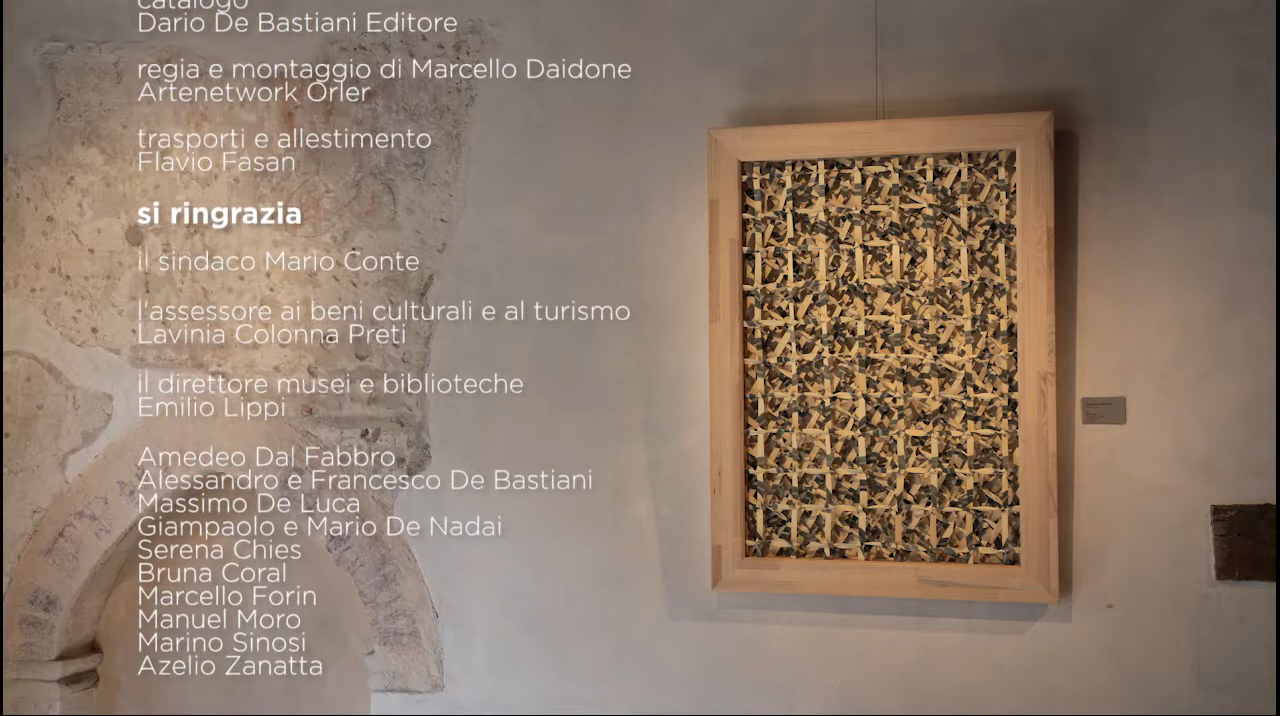 catalogo
Dario De Bastiani Editore
regia e montaggio di Marcello Daidone
Artenetwork Orler
trasporti e allestimento
Flavio Fasan
si ringrazia
il sindaco Mario Conte
l'assessore ai beni culturali e al turismo
Lavinia Colonna Preti
il direttore musei e biblioteche
Emilio Lippi
Amedeo Dal Fabbro
Alessandro e Francesco De Bastiani
Massimo De Luca
Giampaolo e Mario De Nadai
Serena Chies
Bruna Coral
Marcello Forin
Manuel Moro
Marino Sinosi
Azelio Zanatta